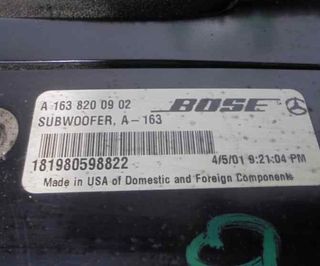 A 163 820 09 02
BOSE
SUBWOOFER, A-163
181980598822
4/5/01 9:21:04 PM
Made in USA of Domestic and Foreign Components